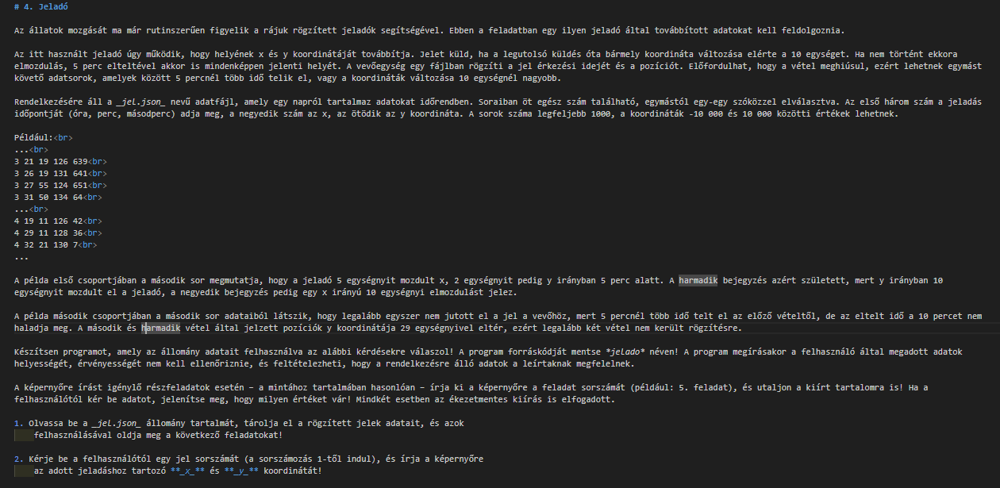 # 4. Jeladó
Az állatok mozgását ma már rutinszerűen figyelik a rájuk rögzített jeladók segítségével. Ebben a feladatban egy ilyen jeladó által továbbított adatokat kell feldolgoznia.
Az itt használt jeladó úgy működik, hogy helyének x és y koordinátáját továbbítja. Jelet küld, ha a legutolsó küldés óta bármely koordináta változása elérte a 10 egységet. Ha nem történt ekkora
elmozdulás, 5 perc elteltével akkor is mindenképpen jelenti helyét. A vevőegység egy fájlban rögzíti a jel érkezési idejét és a pozíciót. Előfordulhat, hogy a vétel meghiúsul, ezért lehetnek egymást
követő adatsorok, amelyek között 5 percnél több idő telik el, vagy a koordináták változása 10 egységnél nagyobb.
Rendelkezésére áll a _jel.json_ nevű adatfájl, amely egy napról tartalmaz adatokat időrendben. Soraiban öt egész szám található, egymástól egy-egy szóközzel elválasztva. Az első három szám a jeladás
időpontját (óra, perc, másodperc) adja meg, a negyedik szám az x, az ötödik az y koordináta. A sorok száma legfeljebb 1000, a koordináták -10 000 és 10 000 közötti értékek lehetnek.
Például:<br>
...<br>
3 21 19 126 639<br>
3 26 19 131 641<br>
3 27 55 124 651<br>
3 31 50 134 64<br>
...<br>
4 19 11 126 42<br>
4 29 11 128 36<br>
4 32 21 130 7<br>
...
A példa első csoportjában a második sor megmutatja, hogy a jeladó 5 egységnyit mozdult x, 2 egységnyit pedig y irányban 5 perc alatt. A harmadik bejegyzés azért született, mert y irányban 10
egységnyit mozdult el a jeladó, a negyedik bejegyzés pedig egy x irányú 10 egységnyi elmozdulást jelez.
A példa második csoportjában a második sor adataiból látszik, hogy legalább egyszer nem jutott el a jel a vevőhöz, mert 5 percnél több idő telt el az előző vételtől, de az eltelt idő a 10 percet nem
haladja meg. A második és harmadik vétel által jelzett pozíciók y koordinátája 29 egységnyivel eltér, ezért legalább két vétel nem került rögzítésre.
Készítsen programot, amely az állomány adatait felhasználva az alábbi kérdésekre válaszol! A program forráskódját mentse *jelado* néven! A program megírásakor a felhasználó által megadott adatok
helyességét, érvényességét nem kell ellenőriznie, és feltételezheti, hogy a rendelkezésre álló adatok a leírtaknak megfelelnek.
A képernyőre írást igénylő részfeladatok esetén – a mintához tartalmában hasonlóan – írja ki a képernyőre a feladat sorszámát (például: 5. feladat), és utaljon a kiírt tartalomra is! Ha a
felhasználótól kér be adatot, jelenítse meg, hogy milyen értéket vár! Mindkét esetben az ékezetmentes kiírás is elfogadott.
1. Olvassa be a _jel.json_ állomány tartalmát, tárolja el a rögzített jelek adatait, és azok
felhasználásával oldja meg a következő feladatokat!
2. Kérje be a felhasználótól egy jel sorszámát (a sorszámozás 1-től indul), és írja a képernyőre
az adott jeladáshoz tartozó **_x_** és **_y_** koordinátát!